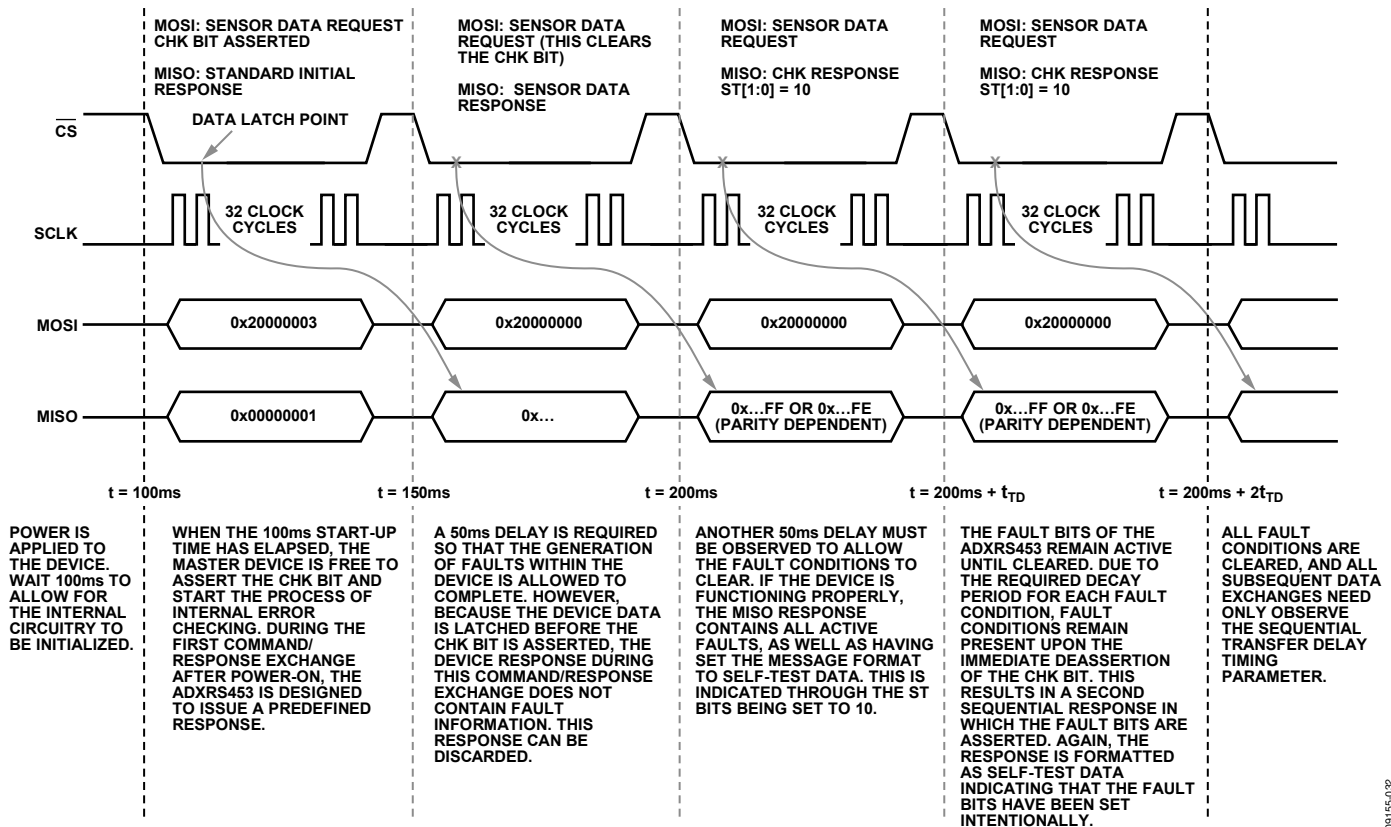 MOSI: SENSOR DATA REQUEST
CHK BIT ASSERTED
MISO: STANDARD INITIAL
RESPONSE
MOSI: SENSOR DATA
REQUEST (THIS CLEARS
THE CHK BIT)
MISO: SENSOR DATA
RESPONSE
MOSI: SENSOR DATA
REQUEST
MISO: CHK RESPONSE
ST[1:0] = 10
MOSI: SENSOR DATA
REQUEST
MISO: CHK RESPONSE
ST[1:0] = 10
CS
DATA LATCH POINT
X
X
X
SCLK
32 CLOCK
CYCLES
32 CLOCK
CYCLES
32 CLOCK
CYCLES
32 CLOCK
CYCLES
MOSI
0x20000003
0x20000000
0x20000000
0x20000000
MISO
0x00000001
0x...
0x...FF OR 0x...FE
(PARITY DEPENDENT)
0x...FF OR 0x...FE
(PARITY DEPENDENT)
t = 100ms
t = 150ms
t = 200ms
t = 200ms + tTD
t = 200ms + 2tTD
POWER IS
APPLIED TO
THE DEVICE.
WAIT 100ms TO
ALLOW FOR
THE INTERNAL
CIRCUITRY TO
BE INITIALIZED.
WHEN THE 100ms START-UP
TIME HAS ELAPSED, THE
MASTER DEVICE IS FREE TO
ASSERT THE CHK BIT AND
START THE PROCESS OF
INTERNAL ERROR
CHECKING. DURING THE
FIRST COMMAND/
RESPONSE EXCHANGE
AFTER POWER-ON, THE
ADXRS453 IS DESIGNED
TO ISSUE A PREDEFINED
RESPONSE.
A 50ms DELAY IS REQUIRED
SO THAT THE GENERATION
OF FAULTS WITHIN THE
DEVICE IS ALLOWED TO
COMPLETE. HOWEVER,
BECAUSE THE DEVICE DATA
IS LATCHED BEFORE THE
CHK BIT IS ASSERTED, THE
DEVICE RESPONSE DURING
THIS COMMAND/RESPONSE
EXCHANGE DOES NOT
CONTAIN FAULT
INFORMATION. THIS
RESPONSE CAN BE
DISCARDED.
ANOTHER 50ms DELAY MUST
BE OBSERVED TO ALLOW
THE FAULT CONDITIONS TO
CLEAR. IF THE DEVICE IS
FUNCTIONING PROPERLY,
THE MISO RESPONSE
CONTAINS ALL ACTIVE
FAULTS, AS WELL AS HAVING
SET THE MESSAGE FORMAT
TO SELF-TEST DATA. THIS IS
INDICATED THROUGH THE ST
BITS BEING SET TO 10.
THE FAULT BITS OF THE
ADXRS453 REMAIN ACTIVE
UNTIL CLEARED. DUE TO
THE REQUIRED DECAY
PERIOD FOR EACH FAULT
CONDITION, FAULT
CONDITIONS REMAIN
PRESENT UPON THE
IMMEDIATE DEASSERTION
OF THE CHK BIT. THIS
RESULTS IN A SECOND
SEQUENTIAL RESPONSE IN
WHICH THE FAULT BITS ARE
ASSERTED. AGAIN, THE
RESPONSE IS FORMATTED
AS SELF-TEST DATA
INDICATING THAT THE FAULT
BITS HAVE BEEN SET
INTENTIONALLY.
ALL FAULT
CONDITIONS ARE
CLEARED, AND ALL
SUBSEQUENT DATA
EXCHANGES NEED
ONLY OBSERVE
THE SEQUENTIAL
TRANSFER DELAY
TIMING
PARAMETER.
09155-032